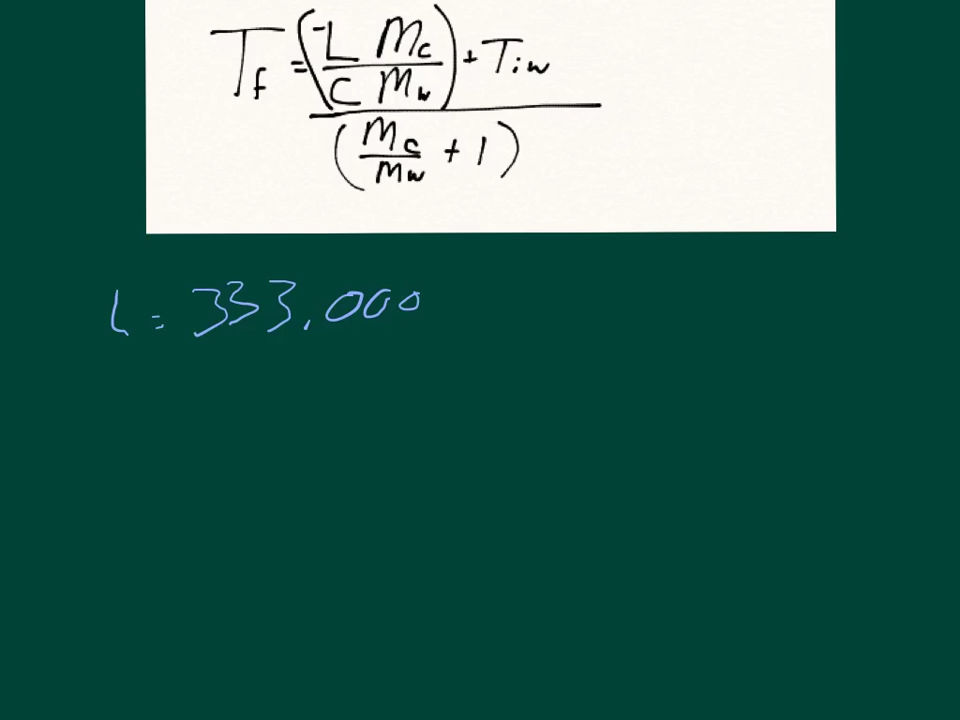 T_f = ((-L M_c)/(C M_w)) + T_iw
(M_c/M_w + 1)
L = 333,000